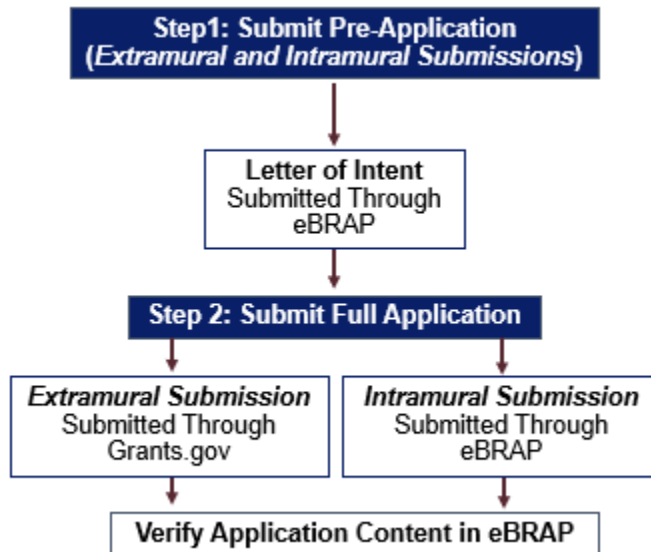 Step1: Submit Pre-Application
(Extramural and Intramural Submissions)
Letter of Intent
Submitted Through
eBRAP
Step 2: Submit Full Application
Extramural Submission
Submitted Through
Grants.gov
Intramural Submission
Submitted Through
eBRAP
Verify Application Content in eBRAP